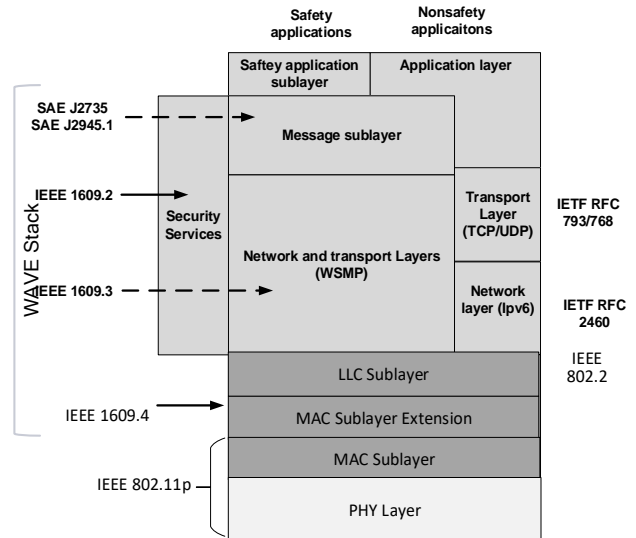 Safety
applications
Nonsafety
applicaitons
Saftey application
sublayer
Application layer
SAE J2735
SAE J2945.1
Message sublayer
IEEE 1609.2
Security
Services
Transport
Layer
(TCP/UDP)
IETF RFC
793/768
WAVE Stack
Network and transport Layers
(WSMP)
IEEE 1609.3
Network
layer (Ipv6)
IETF RFC
2460
IEEE
802.2
LLC Sublayer
IEEE 1609.4
MAC Sublayer Extension
MAC Sublayer
IEEE 802.11p
PHY Layer